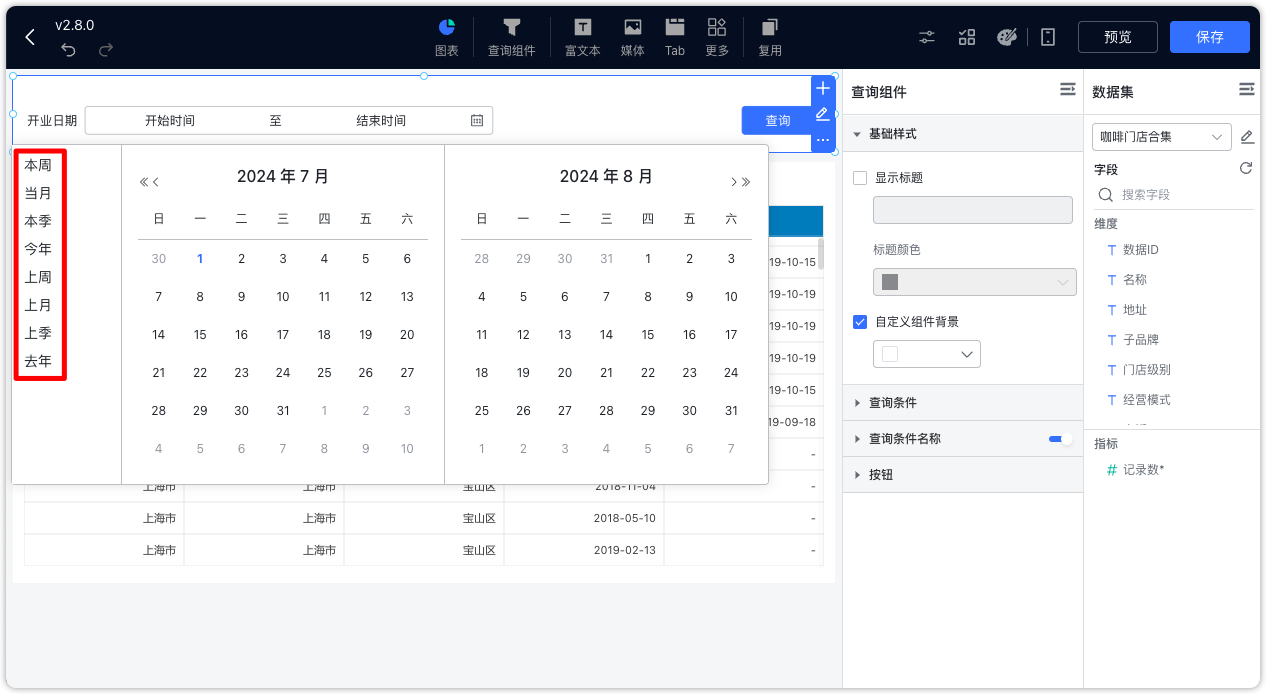 v2.8.0
图表 查询组件 富文本 媒体 Tab 更多 复用
预览 保存
开业日期 开始时间 至 结束时间 查询
本周
当月
本季
今年
上周
上月
上季
去年
2024 年 7 月
日 一 二 三 四 五 六
30 1 2 3 4 5 6
7 8 9 10 11 12 13
14 15 16 17 18 19 20
21 22 23 24 25 26 27
28 29 30 31 1 2 3
4 5 6 7 8 9 10
2024 年 8 月
日 一 二 三 四 五 六
28 29 30 31 1 2 3
4 5 6 7 8 9 10
11 12 13 14 15 16 17
18 19 20 21 22 23 24
25 26 27 28 29 30 31
1 2 3 4 5 6 7
19-10-15
19-10-19
19-10-19
19-10-19
19-10-15
19-09-18
-
上海市 上海市 宝山区 2018-11-04 -
上海市 上海市 宝山区 2018-05-10 -
上海市 上海市 宝山区 2019-02-13 -
查询组件
基础样式
显示标题
标题颜色
自定义组件背景
查询条件
查询条件名称
按钮
数据集
咖啡门店合集
字段
搜索字段
维度
T 数据ID
T 名称
T 地址
T 子品牌
T 门店级别
T 经营模式
指标
# 记录数*